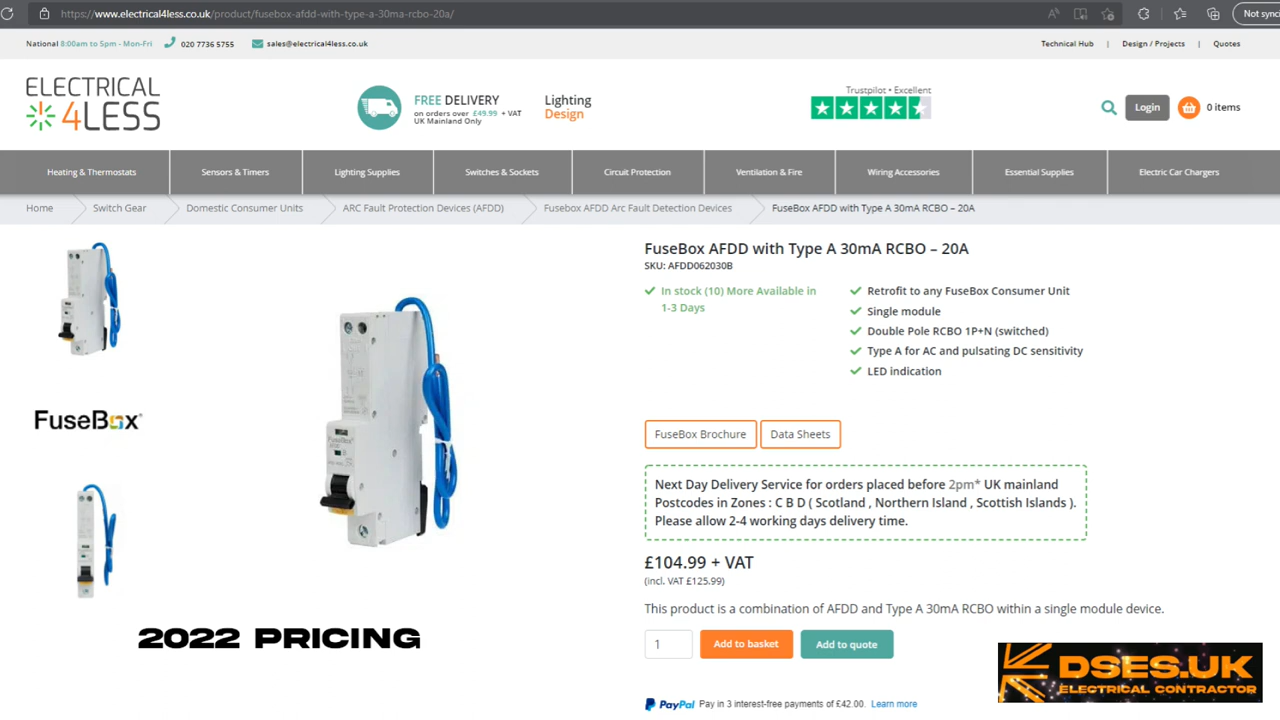 https://www.electrical4less.co.uk/product/fusebox-afdd-with-type-a-30ma-rcbo-20a/
Not sync
National 8:00am to 5pm - Mon-Fri
020 7736 5755
sales@electrical4less.co.uk
Technical Hub | Design / Projects | Quotes
ELECTRICAL
4LESS
FREE DELIVERY
on orders over £49.99 + VAT
UK Mainland Only
Lighting
Design
Trustpilot • Excellent
Login
0 items
Heating & Thermostats
Sensors & Timers
Lighting Supplies
Switches & Sockets
Circuit Protection
Ventilation & Fire
Wiring Accessories
Essential Supplies
Electric Car Chargers
Home
Switch Gear
Domestic Consumer Units
ARC Fault Protection Devices (AFDD)
Fusebox AFDD Arc Fault Detection Devices
FuseBox AFDD with Type A 30mA RCBO – 20A
FuseBox AFDD with Type A 30mA RCBO – 20A
SKU: AFDD062030B
In stock (10) More Available in
1-3 Days
Retrofit to any FuseBox Consumer Unit
Single module
Double Pole RCBO 1P+N (switched)
Type A for AC and pulsating DC sensitivity
LED indication
FuseBox
FuseBox Brochure
Data Sheets
Next Day Delivery Service for orders placed before 2pm* UK mainland
Postcodes in Zones : C B D ( Scotland , Northern Island , Scottish Islands ).
Please allow 2-4 working days delivery time.
£104.99 + VAT
(incl. VAT £125.99)
This product is a combination of AFDD and Type A 30mA RCBO within a single module device.
1
Add to basket
Add to quote
2022 PRICING
DSES.UK
ELECTRICAL CONTRACTOR
PayPal Pay in 3 interest-free payments of £42.00. Learn more